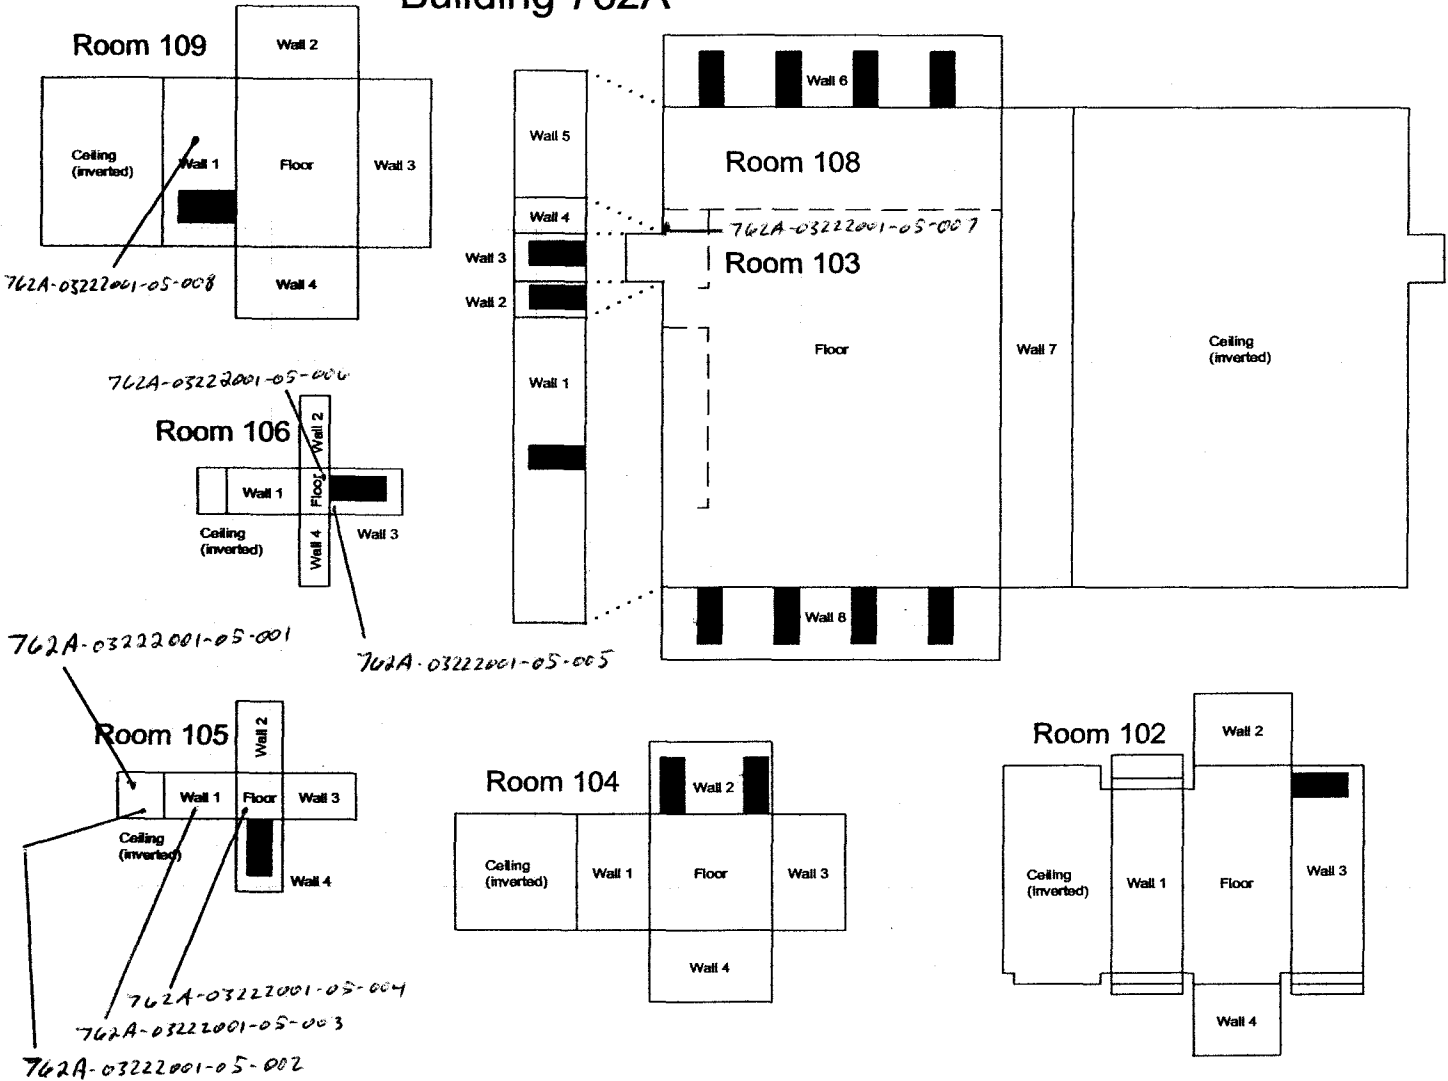 Building 762A
Room 109
Wall 2
Ceiling
(inverted)
Wall 1
Floor
Wall 3
Wall 4
762A-03222001-05-008
Wall 5
Wall 4
Wall 3
Wall 2
Wall 1
Wall 6
Room 108
762A-03222001-05-007
Room 103
Floor
Wall 7
Ceiling
(inverted)
Wall 8
762A-03222001-05-006
Room 106
Wall 2
Wall 1
Floor
Wall 4
Ceiling
(inverted)
Wall 3
762A-03222001-05-005
762A-03222001-05-001
Room 105
Wall 2
Wall 1
Floor
Wall 3
Ceiling
(inverted)
Wall 4
762A-03222001-05-004
762A-03222001-05-003
762A-03222001-05-002
Room 104
Wall 2
Ceiling
(inverted)
Wall 1
Floor
Wall 3
Wall 4
Room 102
Wall 2
Ceiling
(inverted)
Wall 1
Floor
Wall 3
Wall 4